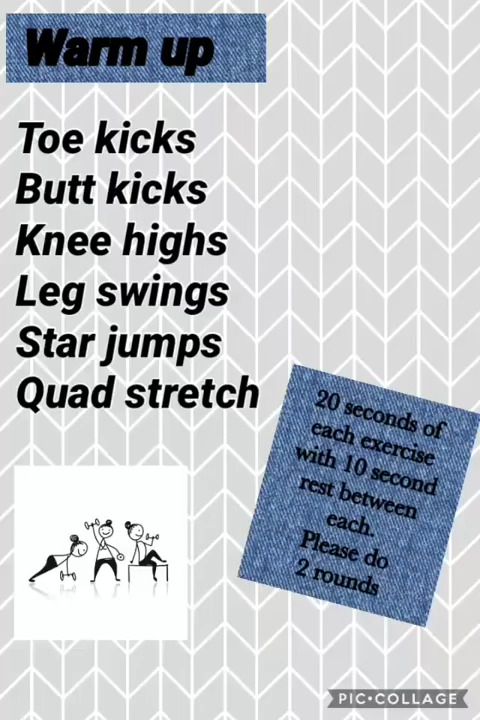 Warm up
Toe kicks
Butt kicks
Knee highs
Leg swings
Star jumps
Quad stretch
20 seconds of
each exercise
with 10 second
rest between
each.
Please do
2 rounds
PIC•COLLAGE